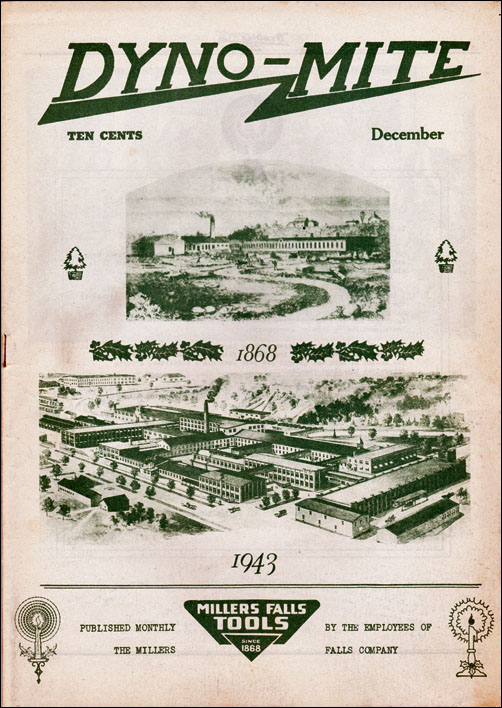 DYNO-MITE
TEN CENTS December
1868
1943
PUBLISHED MONTHLY MILLERS FALLS TOOLS SINCE 1868 BY THE EMPLOYEES OF
THE MILLERS FALLS COMPANY